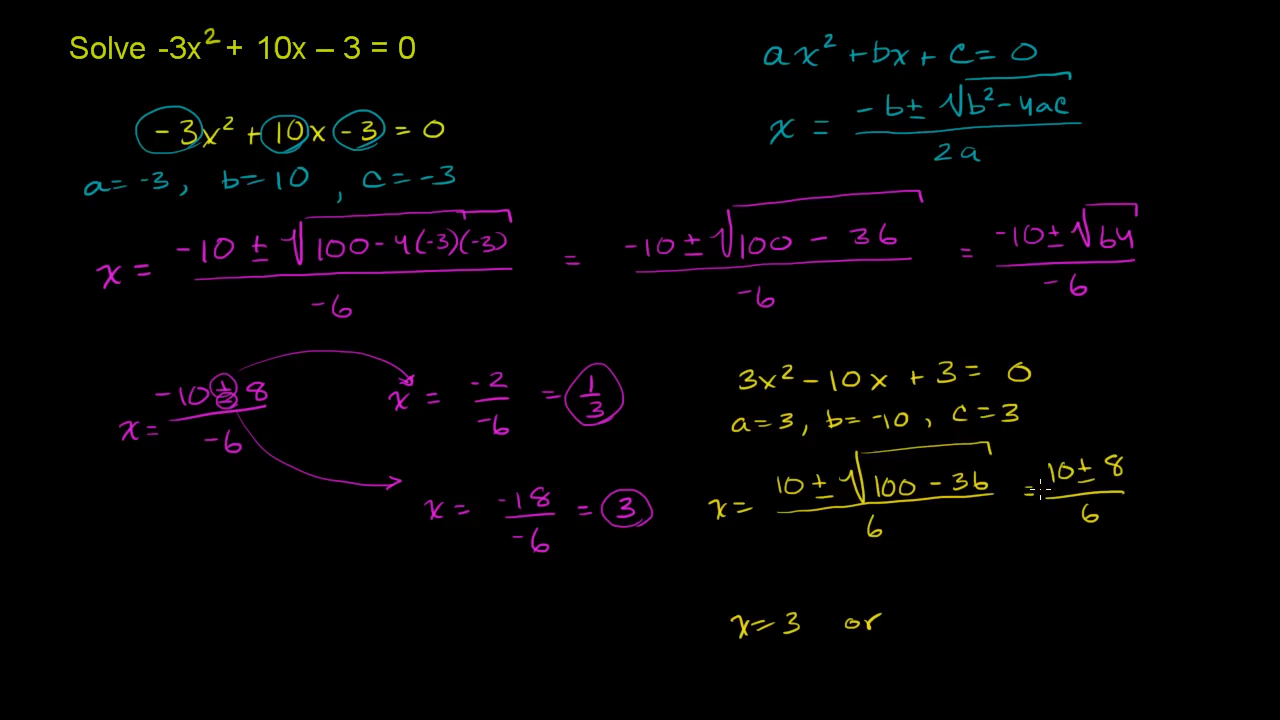 Solve -3x² + 10x – 3 = 0
ax² + bx + c = 0
x = (-b ± √(b² - 4ac)) / 2a
-3x² + 10x - 3 = 0
a = -3, b = 10, c = -3
x = (-10 ± √(100 - 4(-3)(-3))) / -6 = (-10 ± √(100 - 36)) / -6 = (-10 ± √64) / -6
x = (-10 ± 8) / -6
x = -2 / -6 = 1/3
x = -18 / -6 = 3
3x² - 10x + 3 = 0
a = 3, b = -10, c = 3
x = (10 ± √(100 - 36)) / 6 = (10 ± 8) / 6
x = 3 or